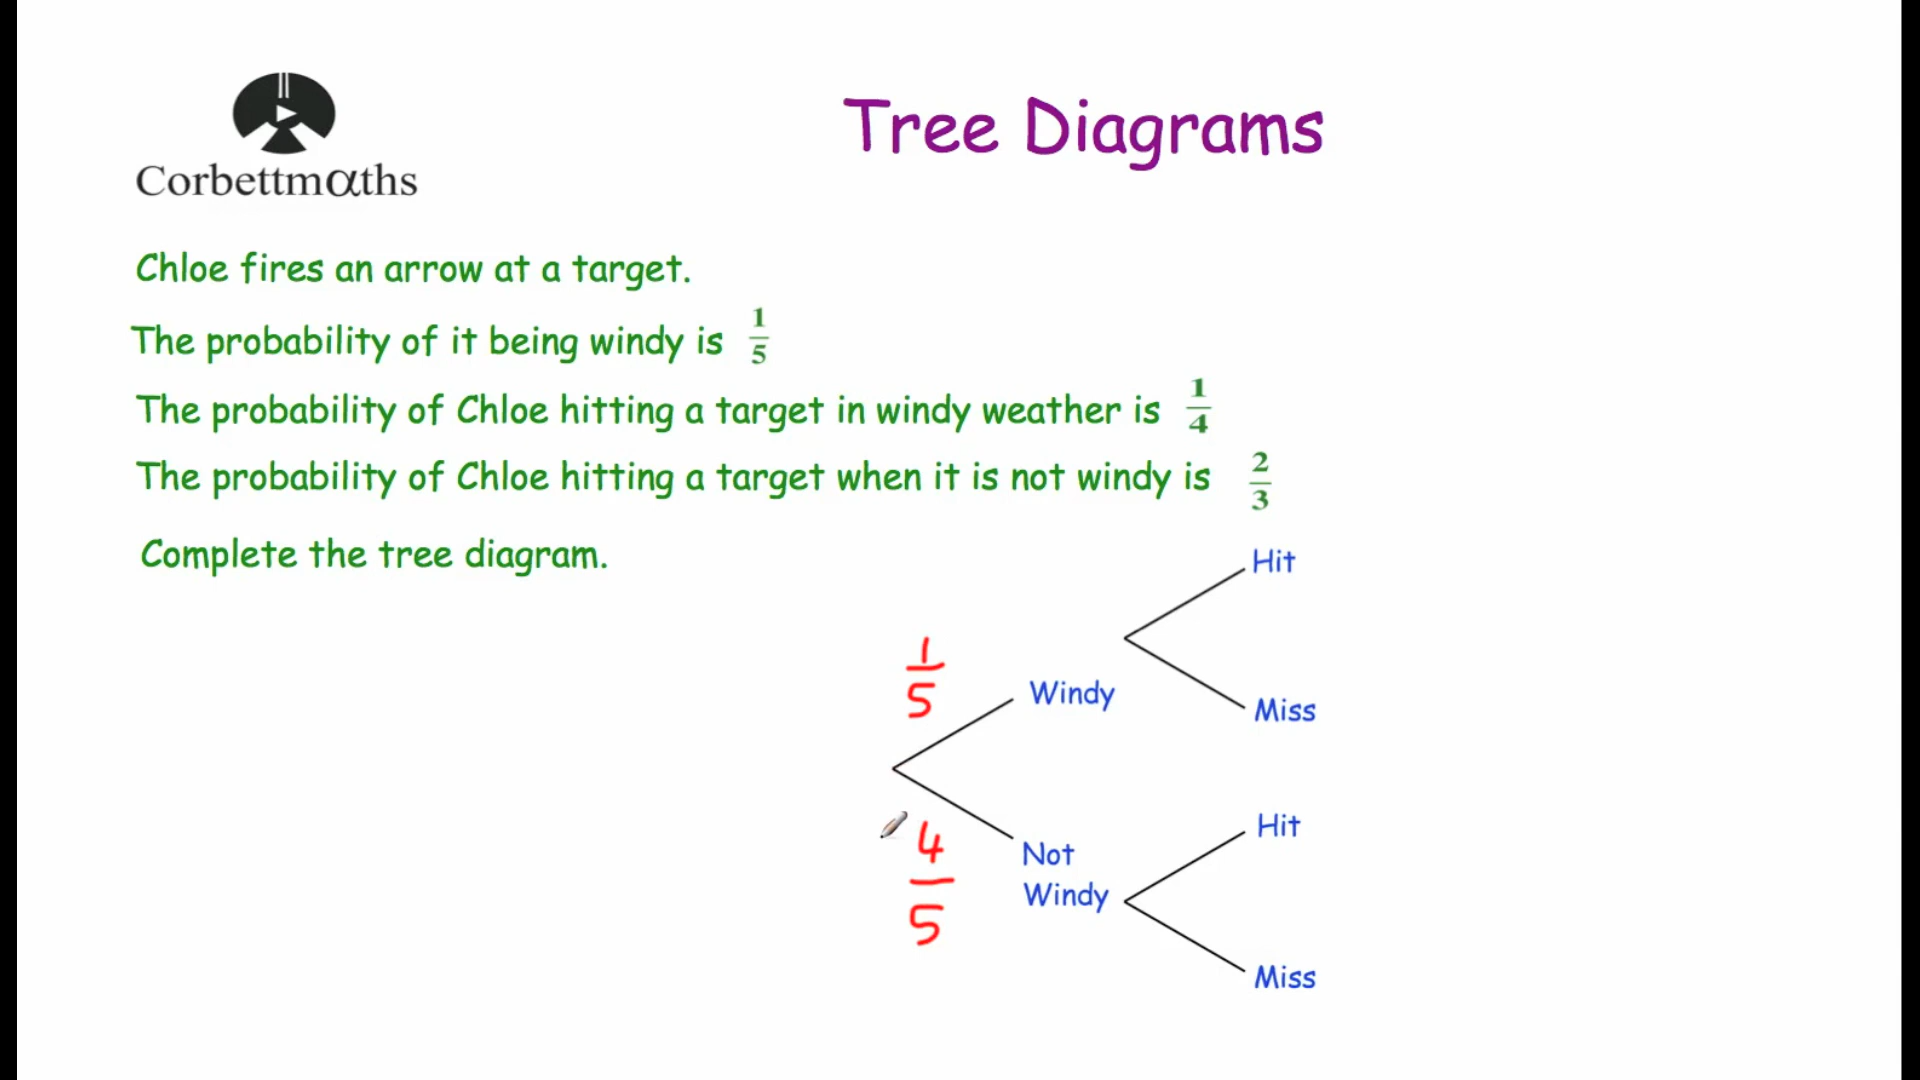 Corbettmαths
Tree Diagrams
Chloe fires an arrow at a target.
The probability of it being windy is 1/5
The probability of Chloe hitting a target in windy weather is 1/4
The probability of Chloe hitting a target when it is not windy is 2/3
Complete the tree diagram.
Hit
1/5
Windy
Miss
4/5
Not
Windy
Hit
Miss